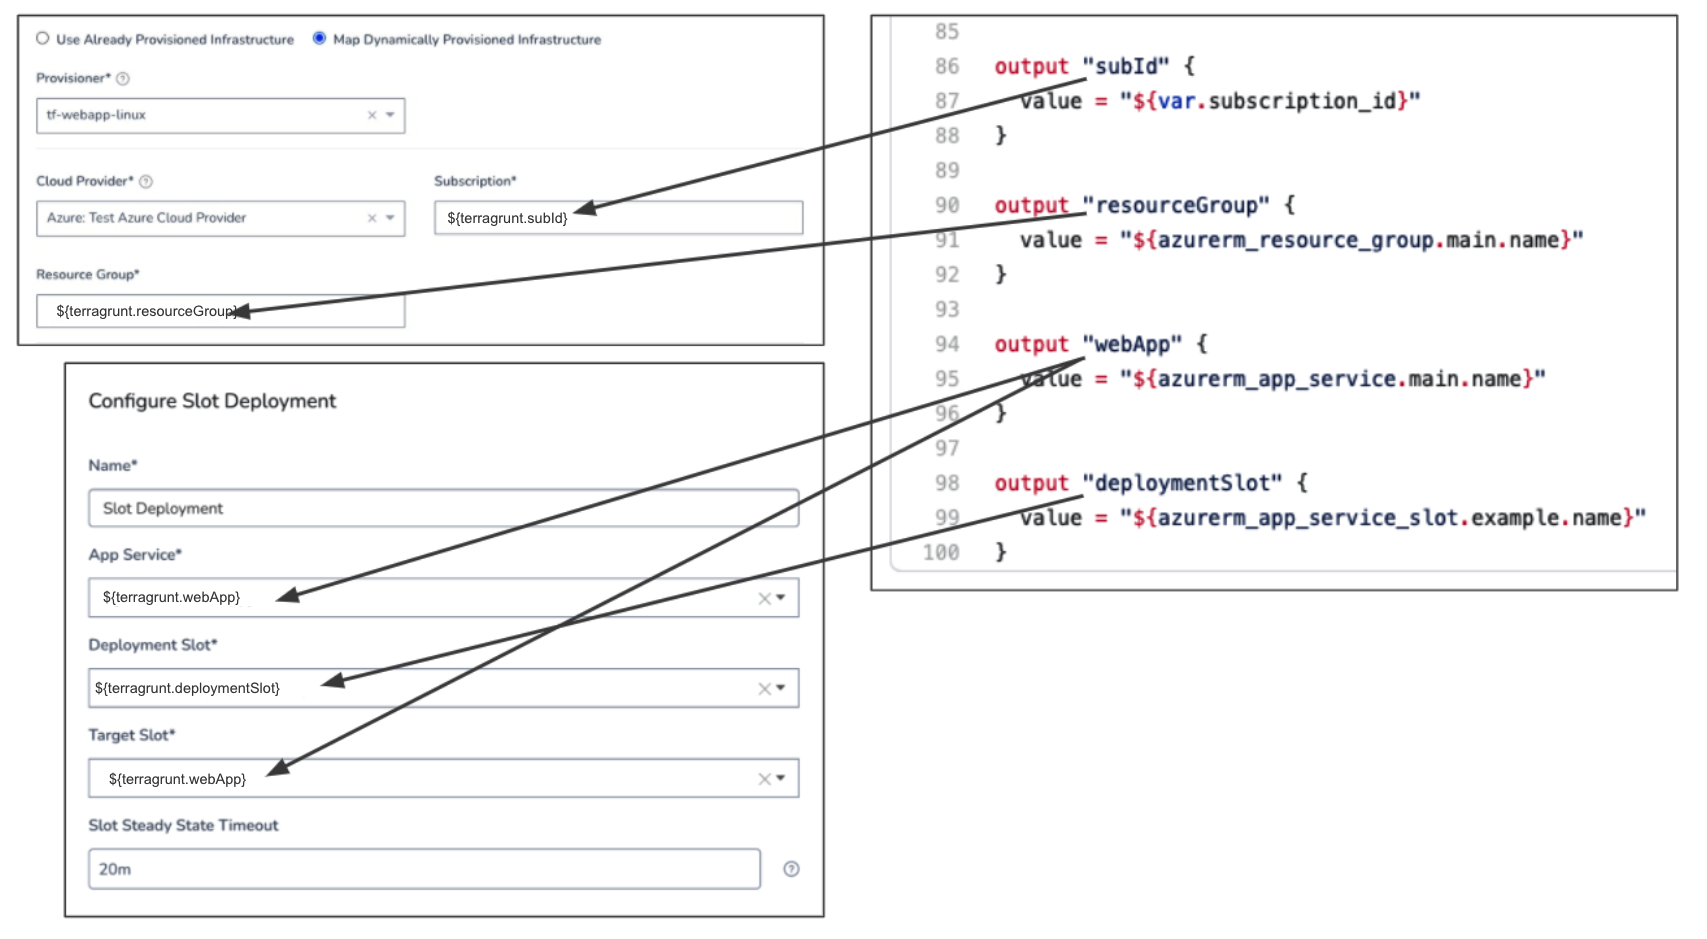 Use Already Provisioned Infrastructure Map Dynamically Provisioned Infrastructure
Provisioner*
tf-webapp-linux
Cloud Provider* Subscription*
Azure: Test Azure Cloud Provider ${terragrunt.subId}
Resource Group*
${terragrunt.resourceGroup}
Configure Slot Deployment
Name*
Slot Deployment
App Service*
${terragrunt.webApp}
Deployment Slot*
${terragrunt.deploymentSlot}
Target Slot*
${terragrunt.webApp}
Slot Steady State Timeout
20m
85
86 output "subId" {
87 value = "${var.subscription_id}"
88 }
89
90 output "resourceGroup" {
91 value = "${azurerm_resource_group.main.name}"
92 }
93
94 output "webApp" {
95 value = "${azurerm_app_service.main.name}"
96 }
97
98 output "deploymentSlot" {
99 value = "${azurerm_app_service_slot.example.name}"
100 }